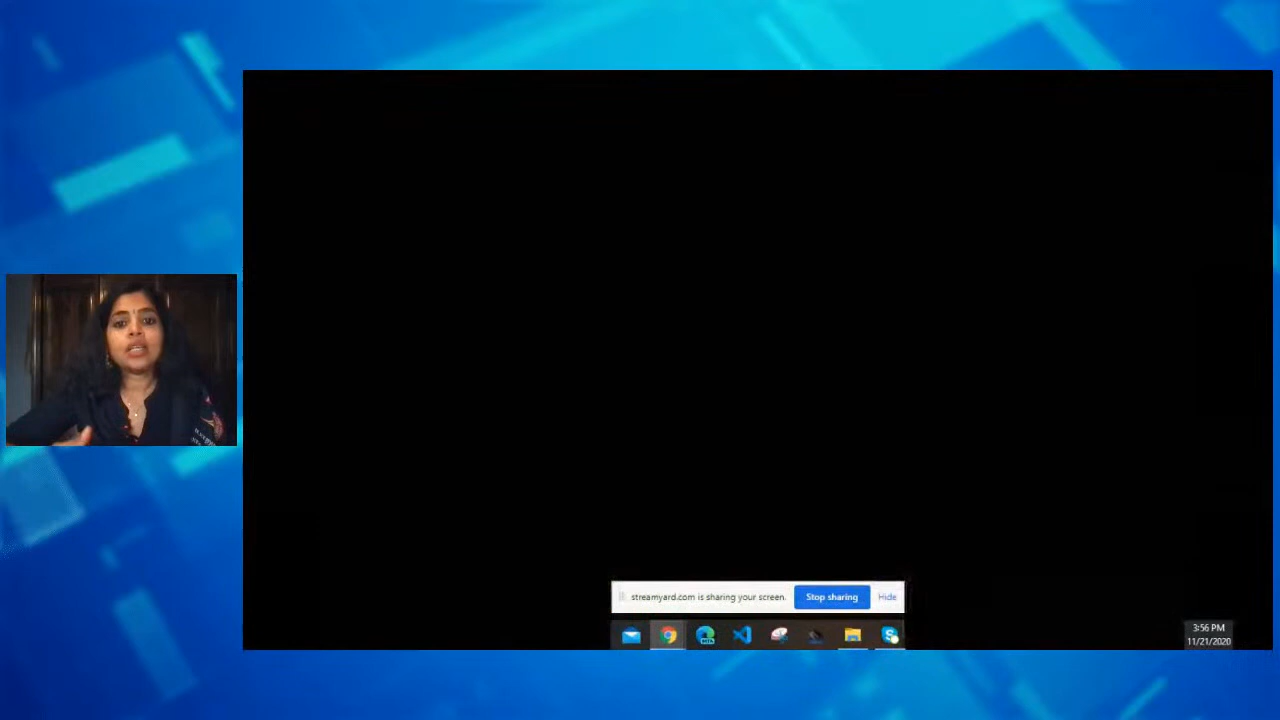 streamyard.com is sharing your screen.
Stop sharing
Hide
3:56 PM
11/21/2020